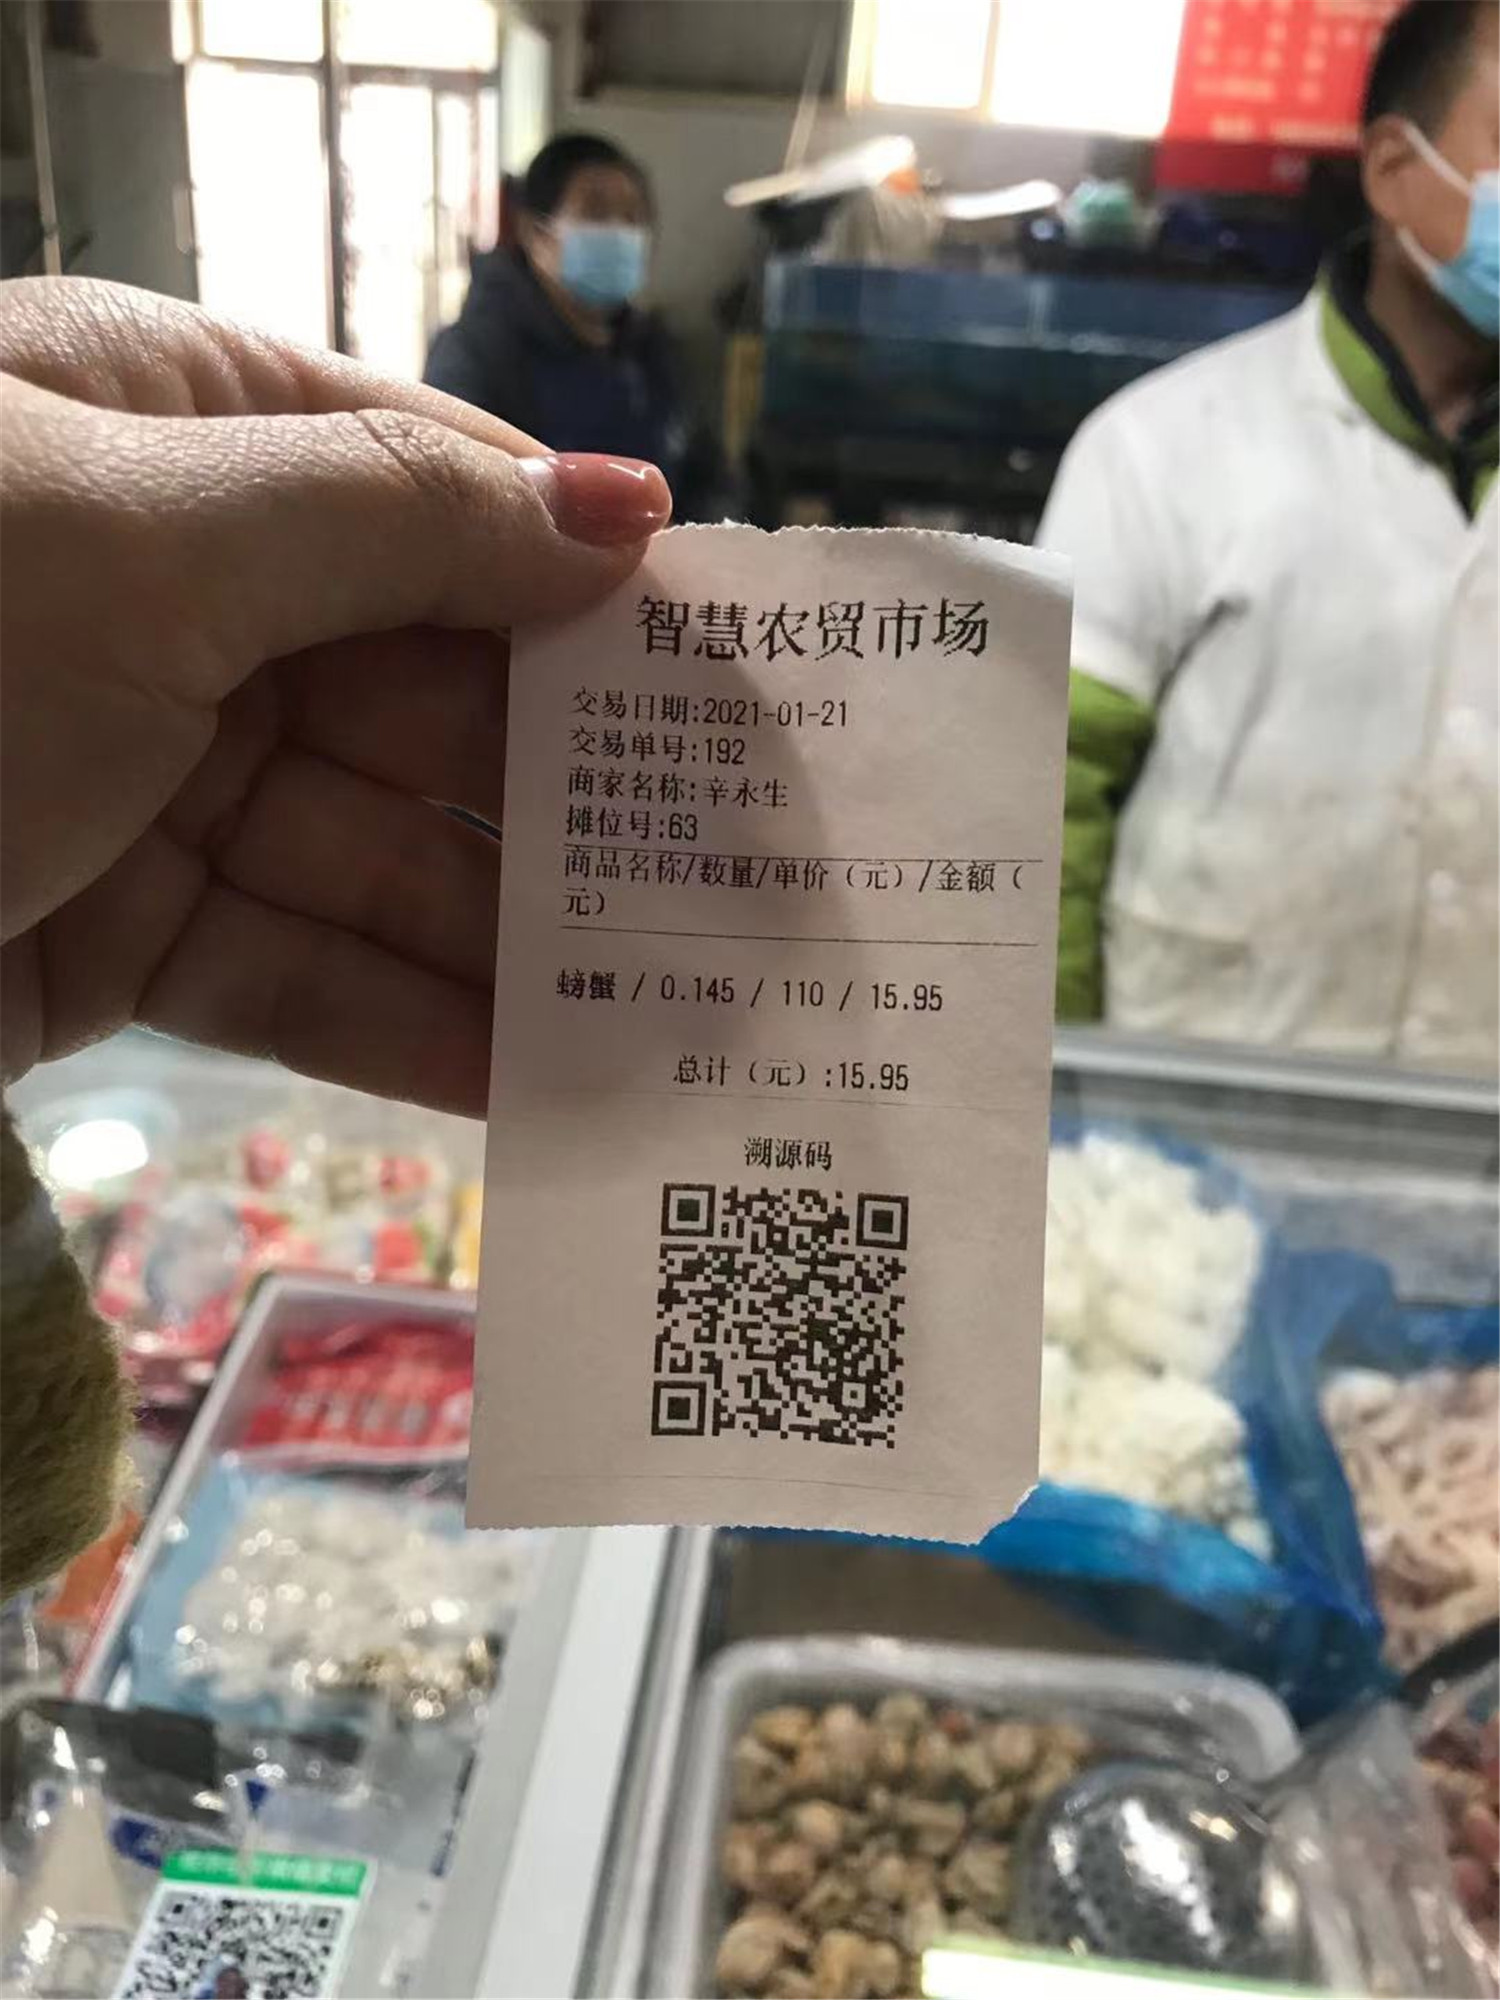 智慧农贸市场
交易日期:2021-01-21
交易单号:192
商家名称:辛永生
摊位号:63
商品名称/数量/单价（元）/金额（
元）
螃蟹 / 0.145 / 110 / 15.95
总计（元）:15.95
溯源码